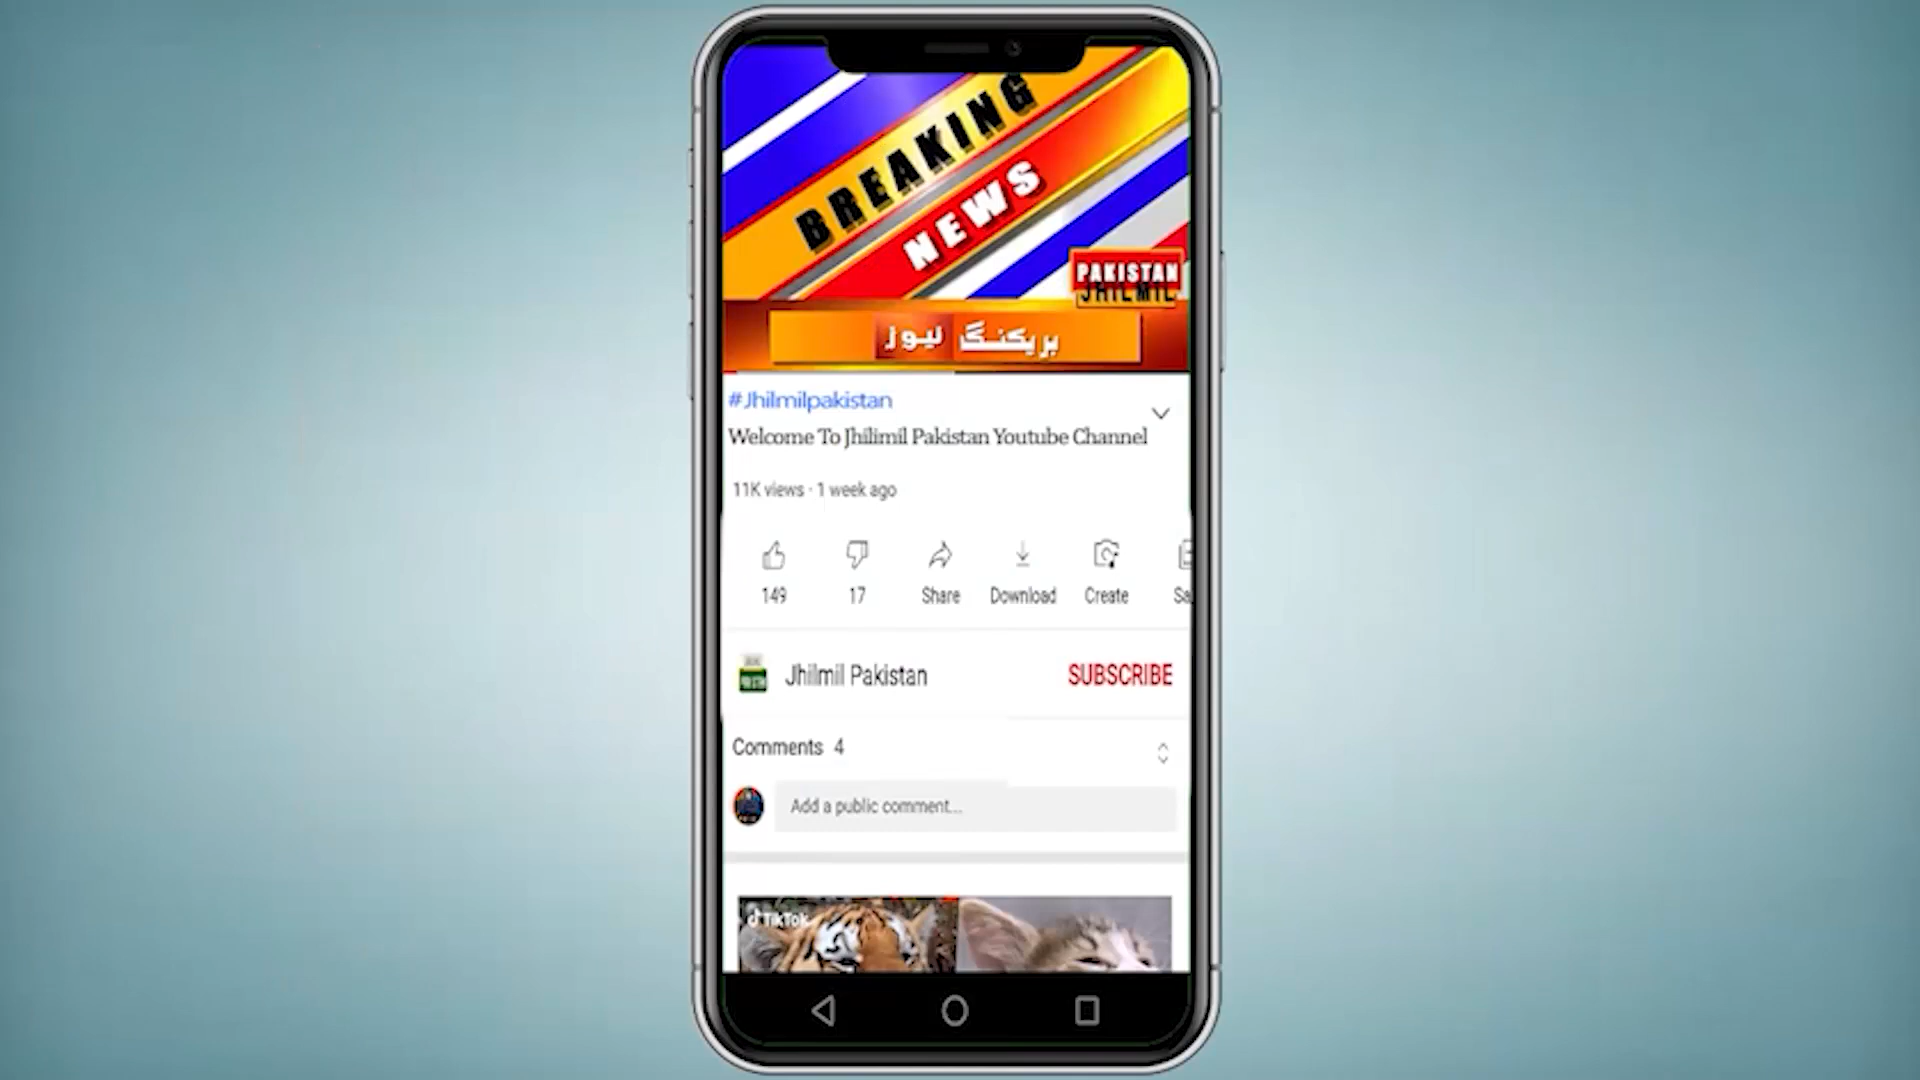 BREAKING
NEWS
PAKISTAN
JHILMIL
بریکنگ نیوز
#Jhilmilpakistan
Welcome To Jhilimil Pakistan Youtube Channel
11K views · 1 week ago
149
17
Share
Download
Create
Sa
Jhilmil Pakistan
SUBSCRIBE
Comments 4
Add a public comment...
TikTok